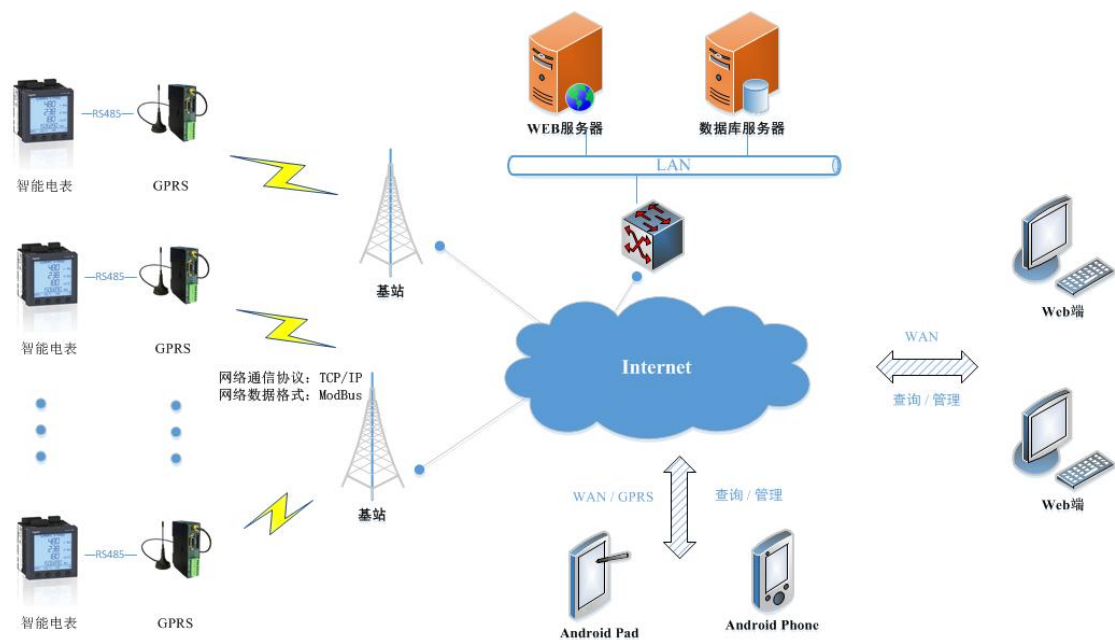 WEB服务器
数据库服务器
LAN
RS485
智能电表
GPRS
基站
RS485
智能电表
GPRS
网络通信协议：TCP/IP
网络数据格式：ModBus
基站
Internet
WAN
查询 / 管理
Web端
Web端
WAN / GPRS
查询 / 管理
RS485
智能电表
GPRS
Android Pad
Android Phone